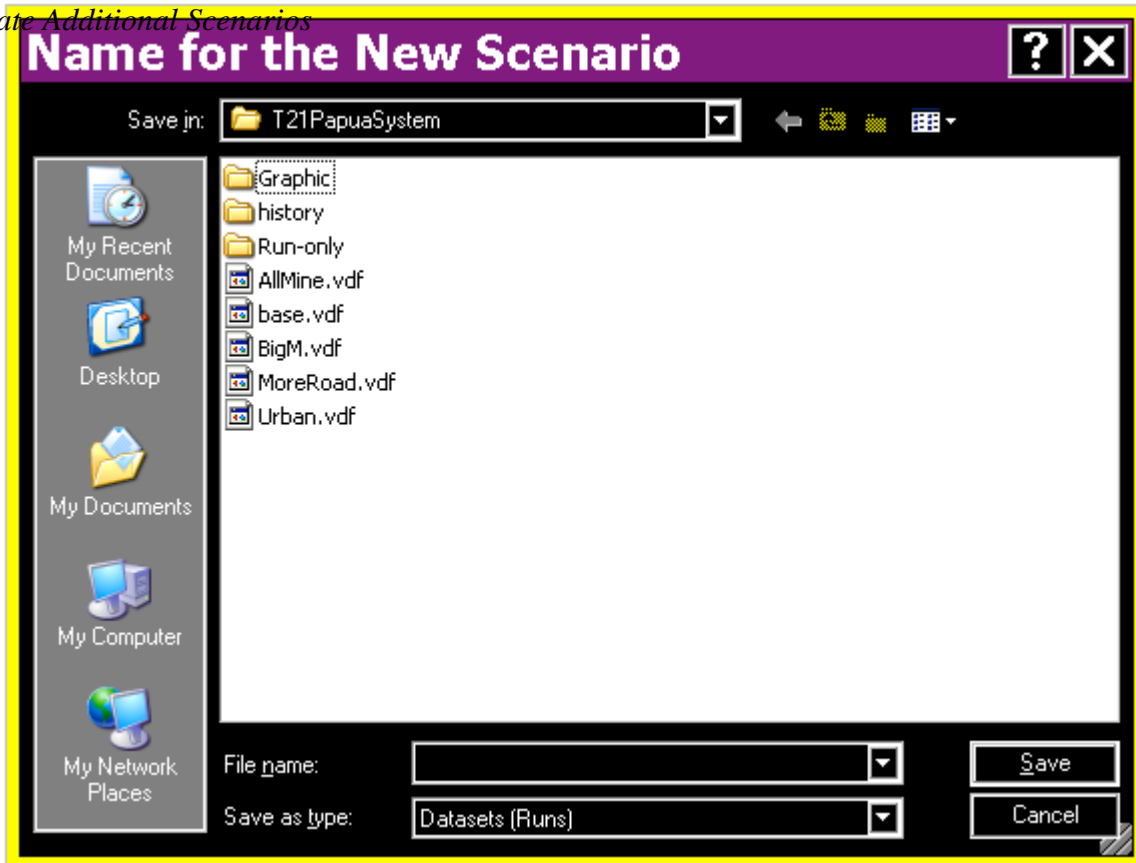 ate Additional Scenarios
Name for the New Scenario
Save in:
T21PapuaSystem
Graphic
history
Run-only
AllMine.vdf
base.vdf
BigM.vdf
MoreRoad.vdf
Urban.vdf
My Recent
Documents
Desktop
My Documents
My Computer
My Network
Places
File name:
Save
Save as type:
Datasets (Runs)
Cancel